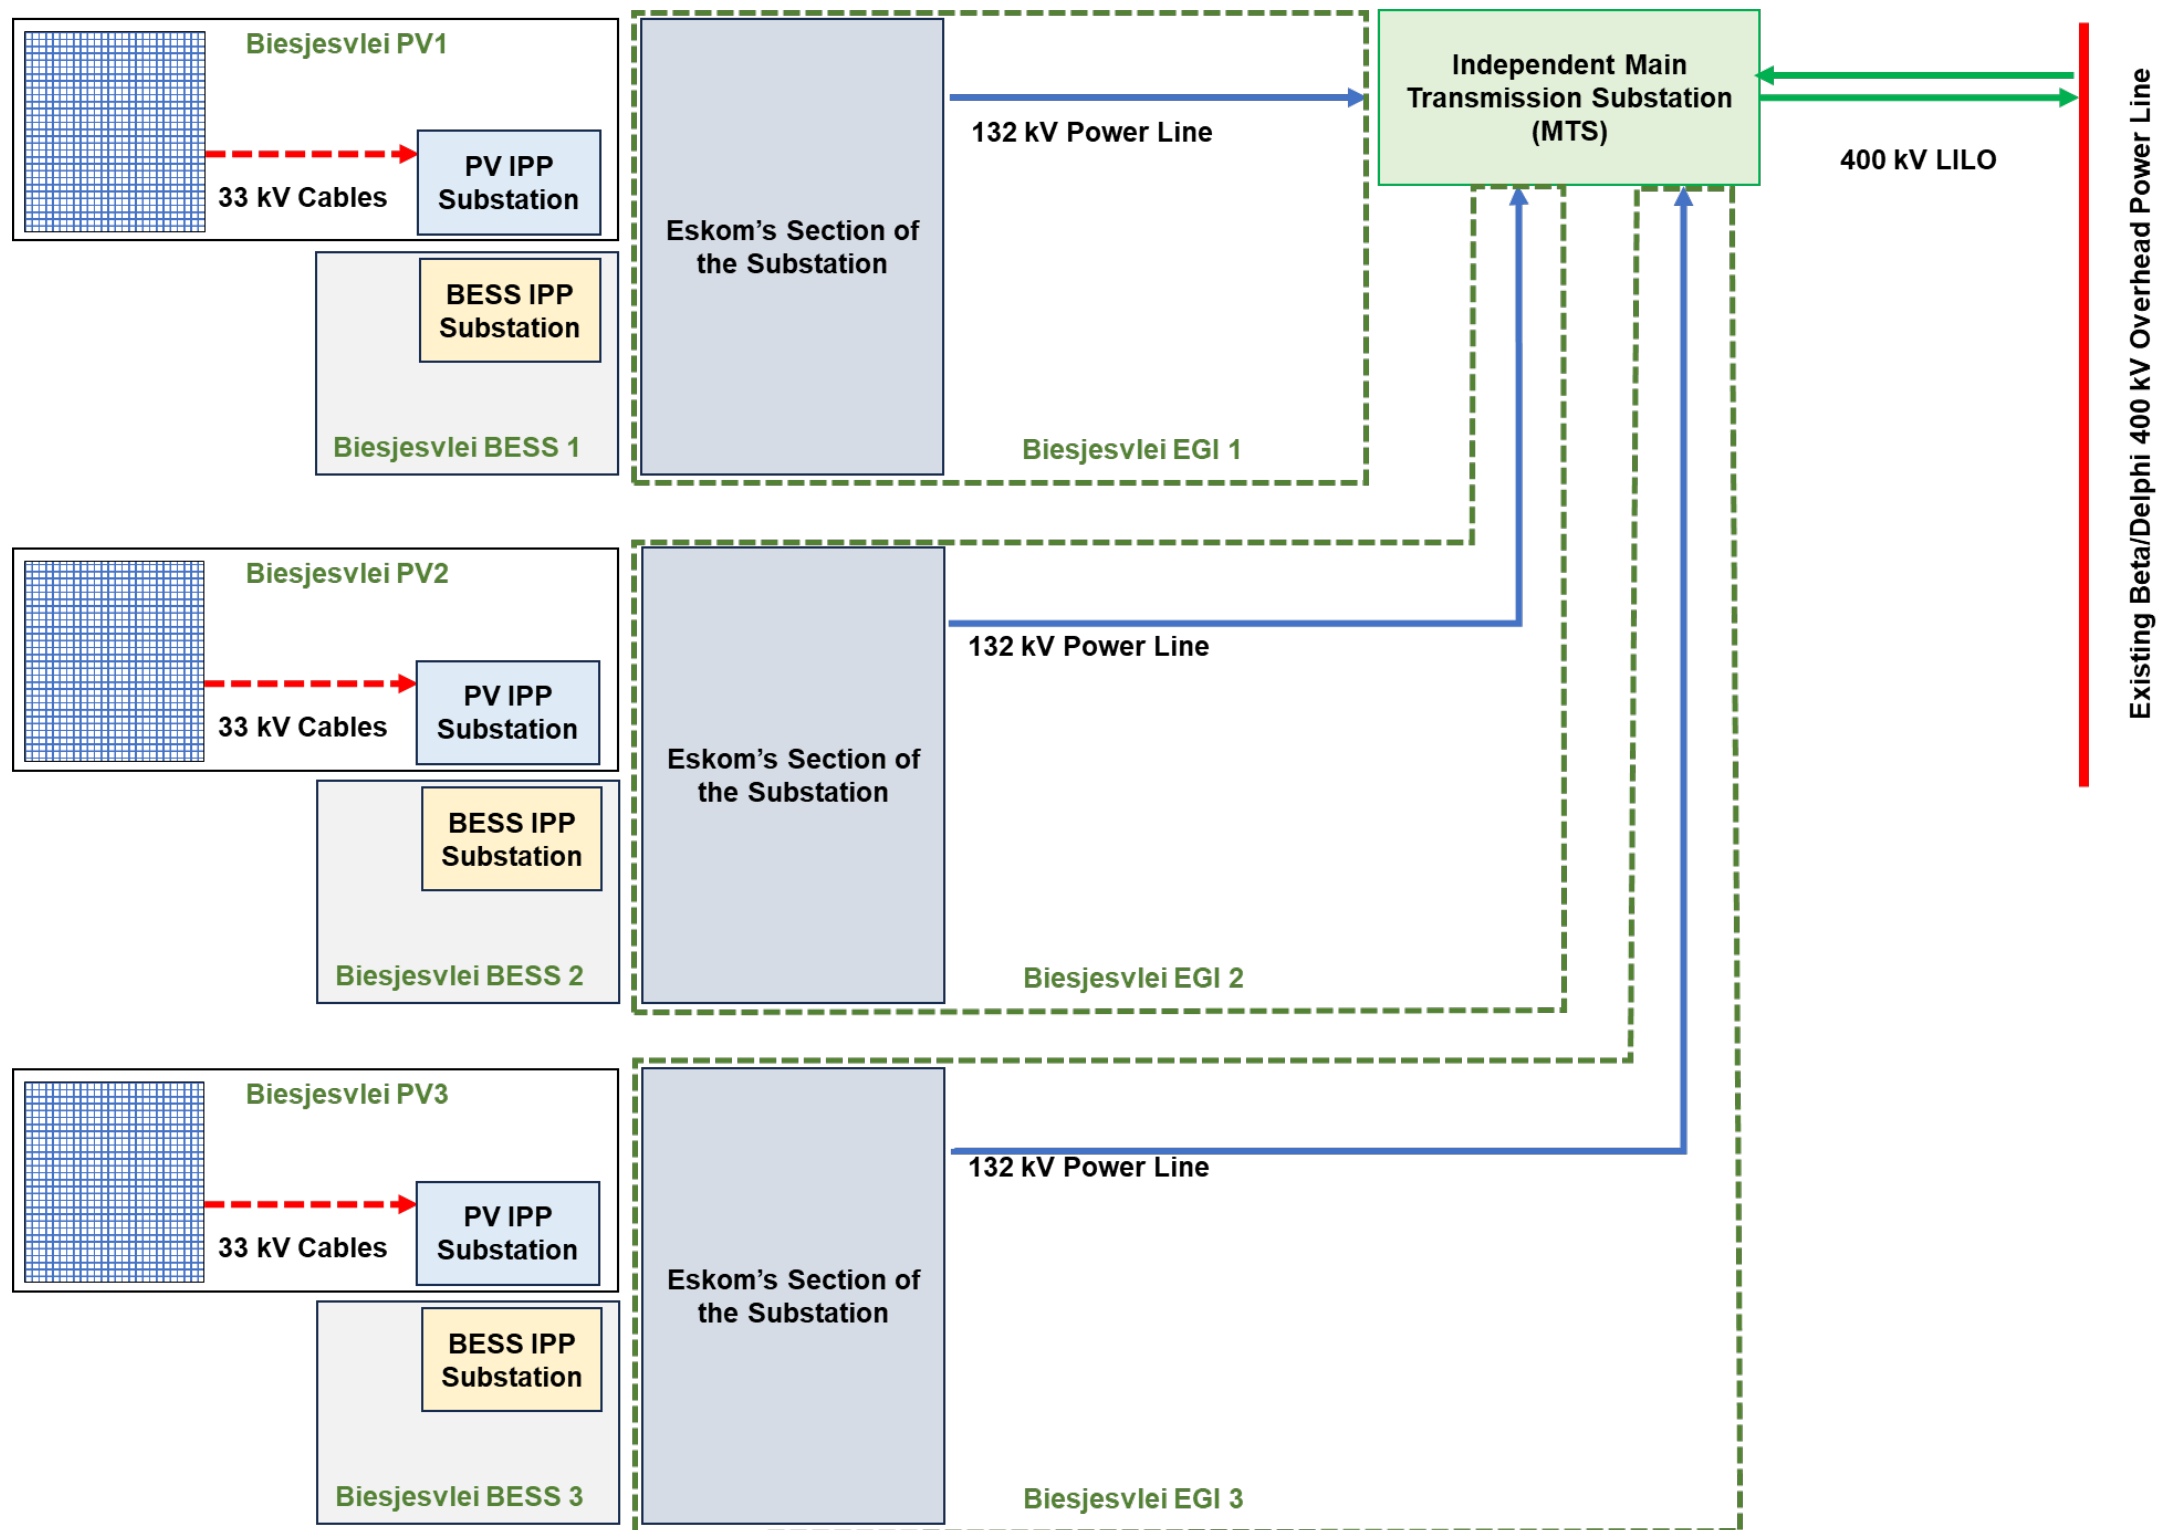 Biesjesvlei PV1
33 kV Cables
PV IPP
Substation
BESS IPP
Substation
Biesjesvlei BESS 1
Eskom’s Section of
the Substation
132 kV Power Line
Biesjesvlei EGI 1
Independent Main
Transmission Substation
(MTS)
400 kV LILO
Existing Beta/Delphi 400 kV Overhead Power Line
Biesjesvlei PV2
33 kV Cables
PV IPP
Substation
BESS IPP
Substation
Biesjesvlei BESS 2
Eskom’s Section of
the Substation
132 kV Power Line
Biesjesvlei EGI 2
Biesjesvlei PV3
33 kV Cables
PV IPP
Substation
BESS IPP
Substation
Biesjesvlei BESS 3
Eskom’s Section of
the Substation
132 kV Power Line
Biesjesvlei EGI 3